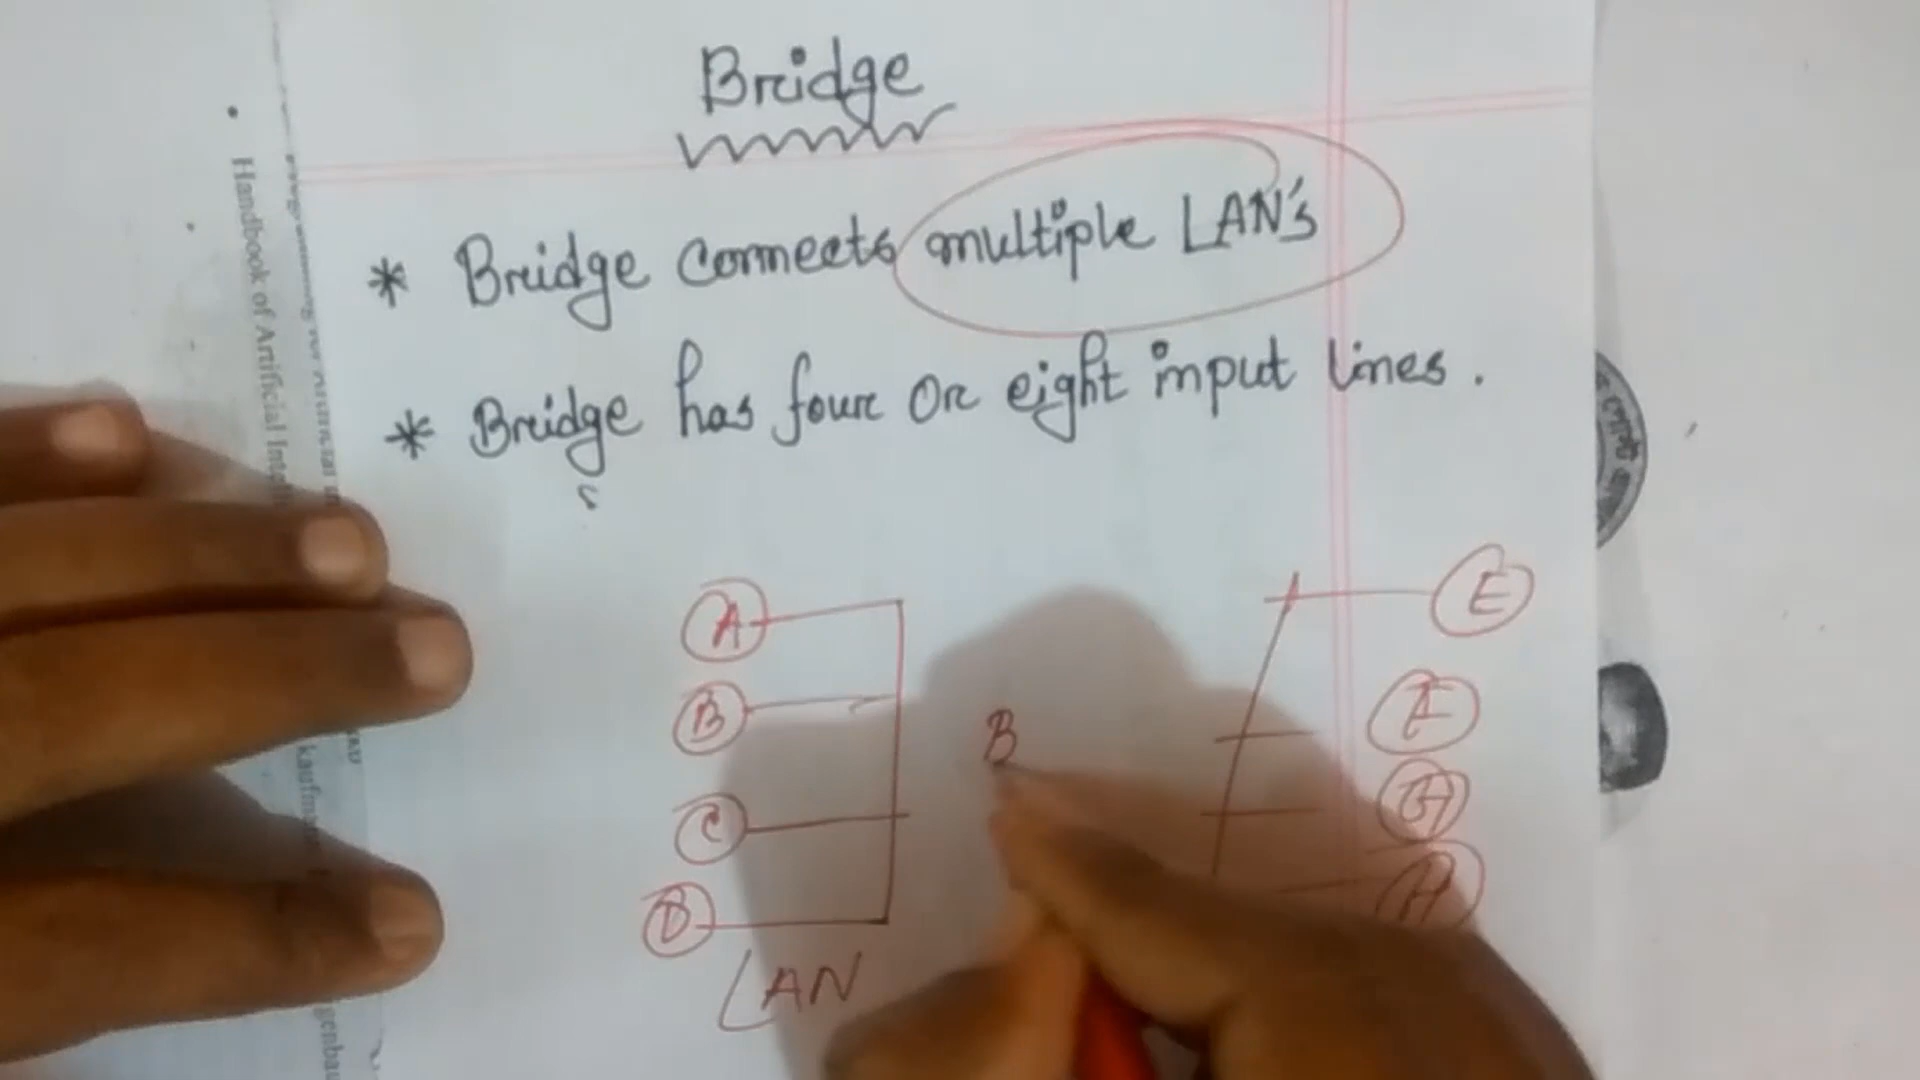 Bridge
* Bridge connects multiple LAN's
* Bridge has four or eight input lines.
A
B
C
D
LAN
B
E
F
G
H
Handbook of Artificial